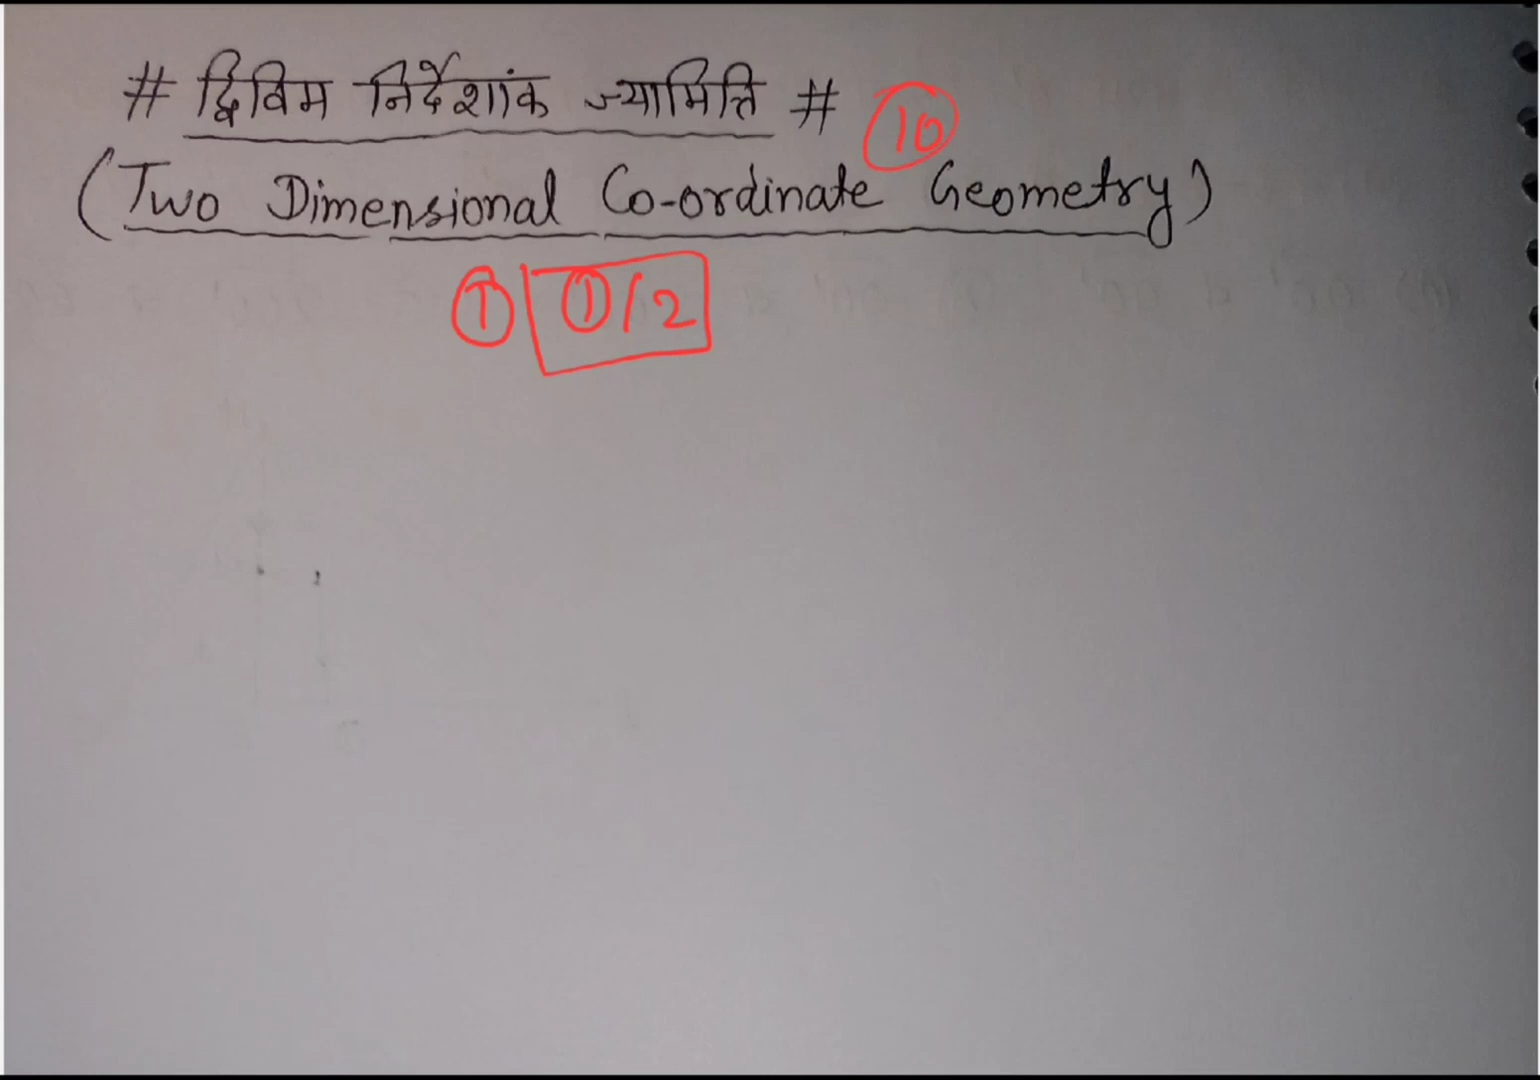 # द्विविम निर्देशांक ज्यामिति # 10
(Two Dimensional Co-ordinate Geometry)
1 1/2